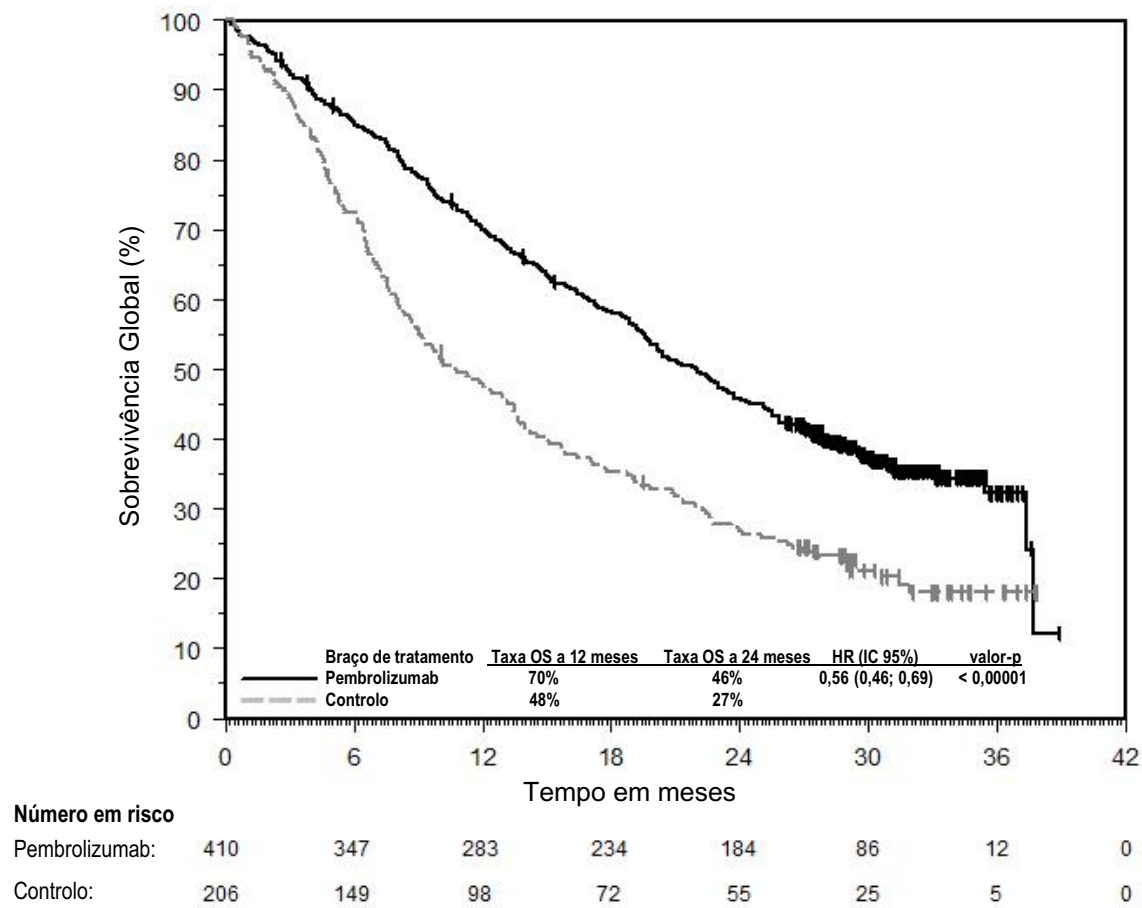 100
90
80
70
60
50
40
30
20
10
0
Sobrevivência Global (%)
Braço de tratamento Taxa OS a 12 meses Taxa OS a 24 meses HR (IC 95%) valor-p
Pembrolizumab 70% 46% 0,56 (0,46; 0,69) < 0,00001
Controlo 48% 27%
0 6 12 18 24 30 36 42
Tempo em meses
Número em risco
Pembrolizumab: 410 347 283 234 184 86 12 0
Controlo: 206 149 98 72 55 25 5 0